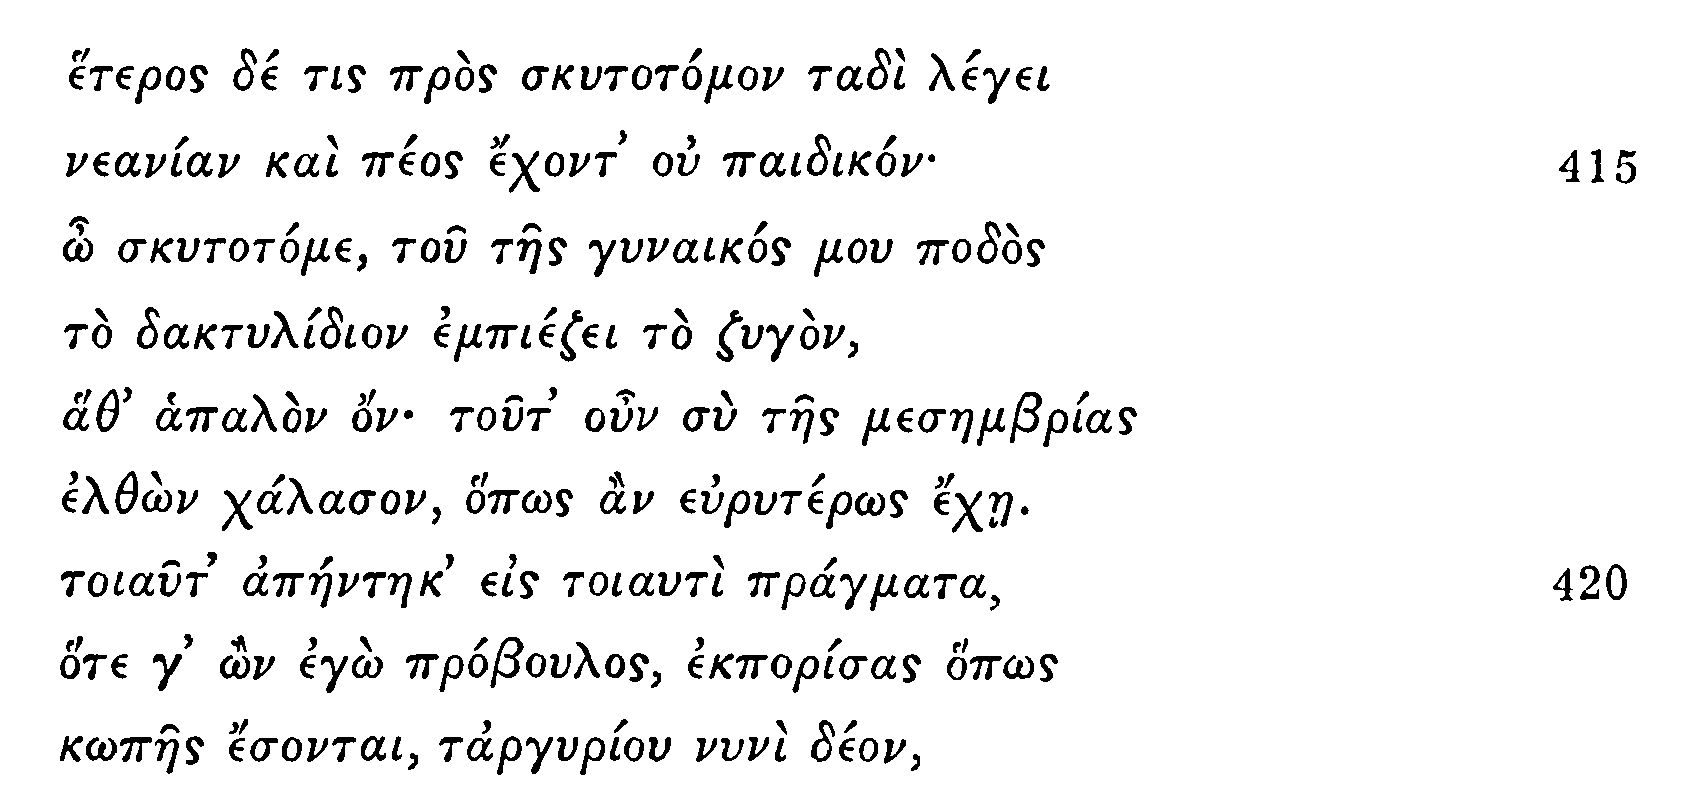 ἕτερος δέ τις πρὸς σκυτοτόμον ταδὶ λέγει
νεανίαν καὶ πέος ἔχοντ’ οὐ παιδικόν· 415
ὦ σκυτοτόμε, τοῦ τῆς γυναικός μου ποδὸς
τὸ δακτυλίδιον ἐμπιέζει τὸ ζυγὸν,
ἅθ’ ἁπαλὸν ὄν· τοῦτ’ οὖν σὺ τῆς μεσημβρίας
ἐλθὼν χάλασον, ὅπως ἂν εὐρυτέρως ἔχῃ.
τοιαῦτ’ ἀπήντηκ’ εἰς τοιαυτὶ πράγματα, 420
ὅτε γ’ ὢν ἐγὼ πρόβουλος, ἐκπορίσας ὅπως
κωπῆς ἔσονται, τἀργυρίου νυνὶ δέον,